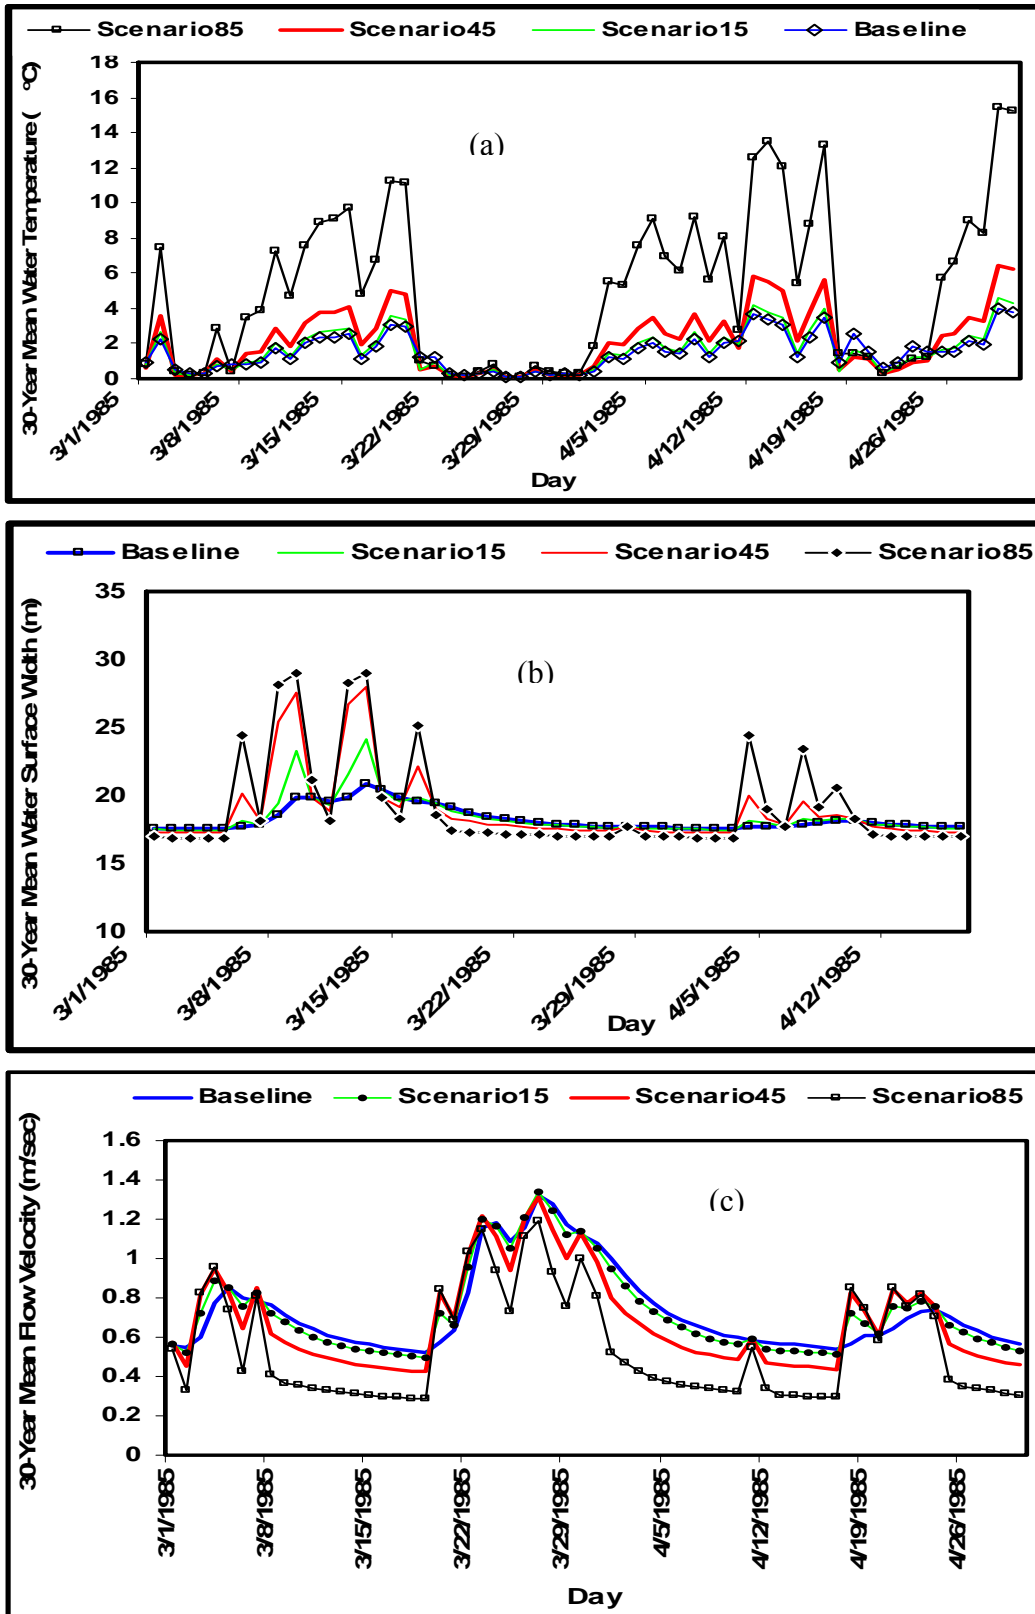 Scenario85 Scenario45 Scenario15 Baseline
30-Year Mean Water Temperature ( °C)
18
16
14
12
10
8
6
4
2
0
(a)
3/1/1985 3/8/1985 3/15/1985 3/22/1985 3/29/1985 4/5/1985 4/12/1985 4/19/1985 4/26/1985
Day
Baseline Scenario15 Scenario45 Scenario85
30-Year Mean Water Surface Width (m)
35
30
25
20
15
10
(b)
3/1/1985 3/8/1985 3/15/1985 3/22/1985 3/29/1985 4/5/1985 4/12/1985
Day
Baseline Scenario15 Scenario45 Scenario85
30-Year Mean Flow Velocity (m/sec)
1.6
1.4
1.2
1
0.8
0.6
0.4
0.2
0
(c)
3/1/1985 3/8/1985 3/15/1985 3/22/1985 3/29/1985 4/5/1985 4/12/1985 4/19/1985 4/26/1985
Day